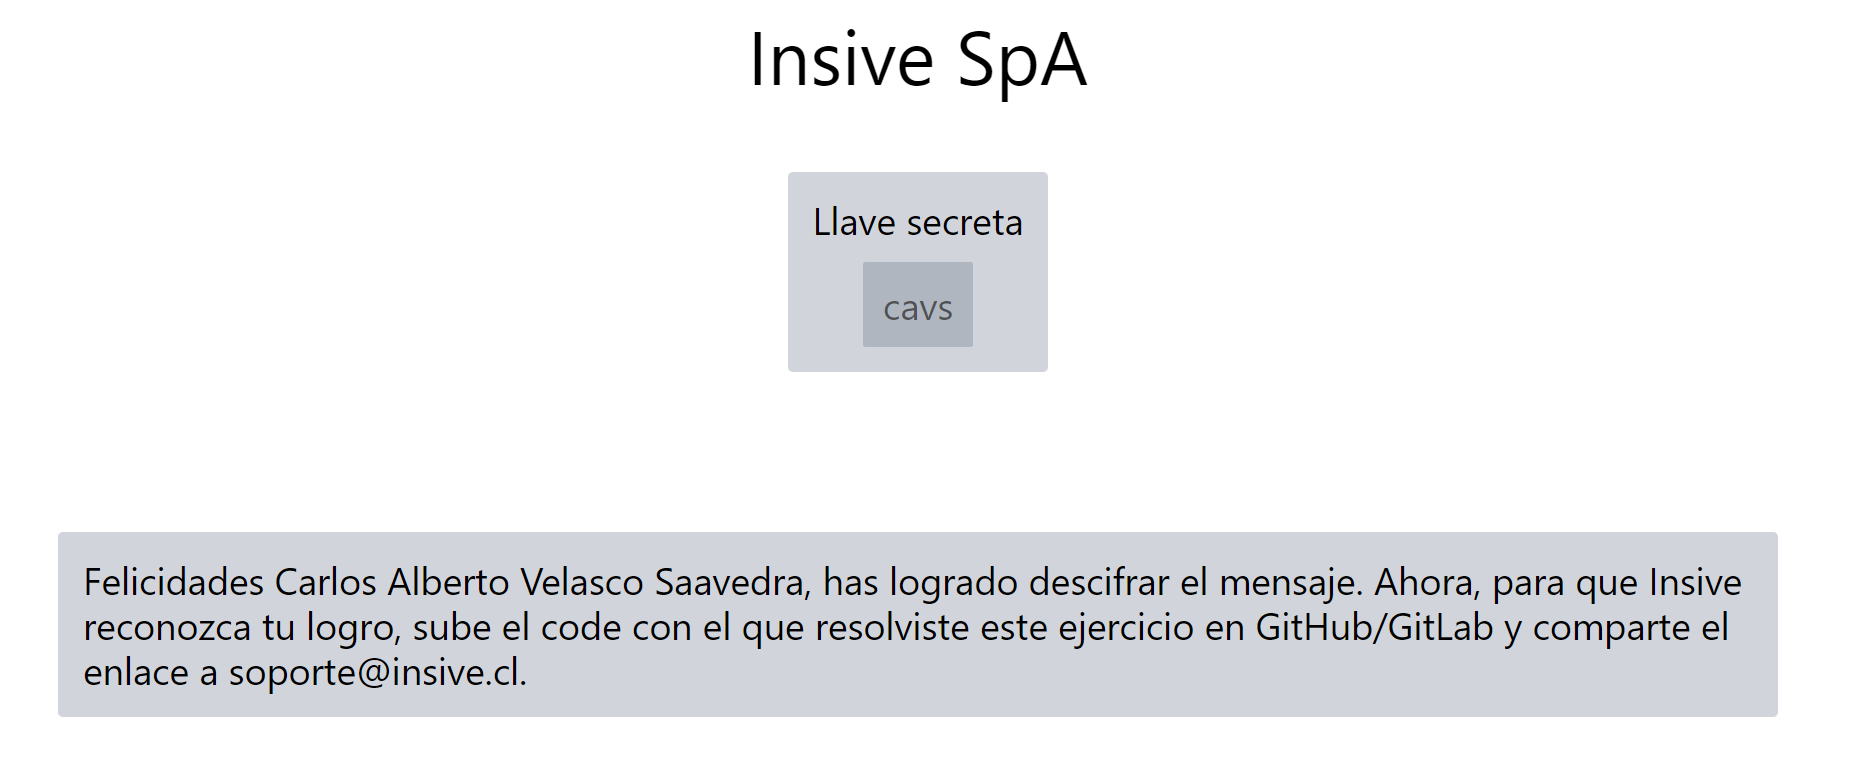 Insive SpA
Llave secreta
cavs
Felicidades Carlos Alberto Velasco Saavedra, has logrado descifrar el mensaje. Ahora, para que Insive
reconozca tu logro, sube el code con el que resolviste este ejercicio en GitHub/GitLab y comparte el
enlace a soporte@insive.cl.